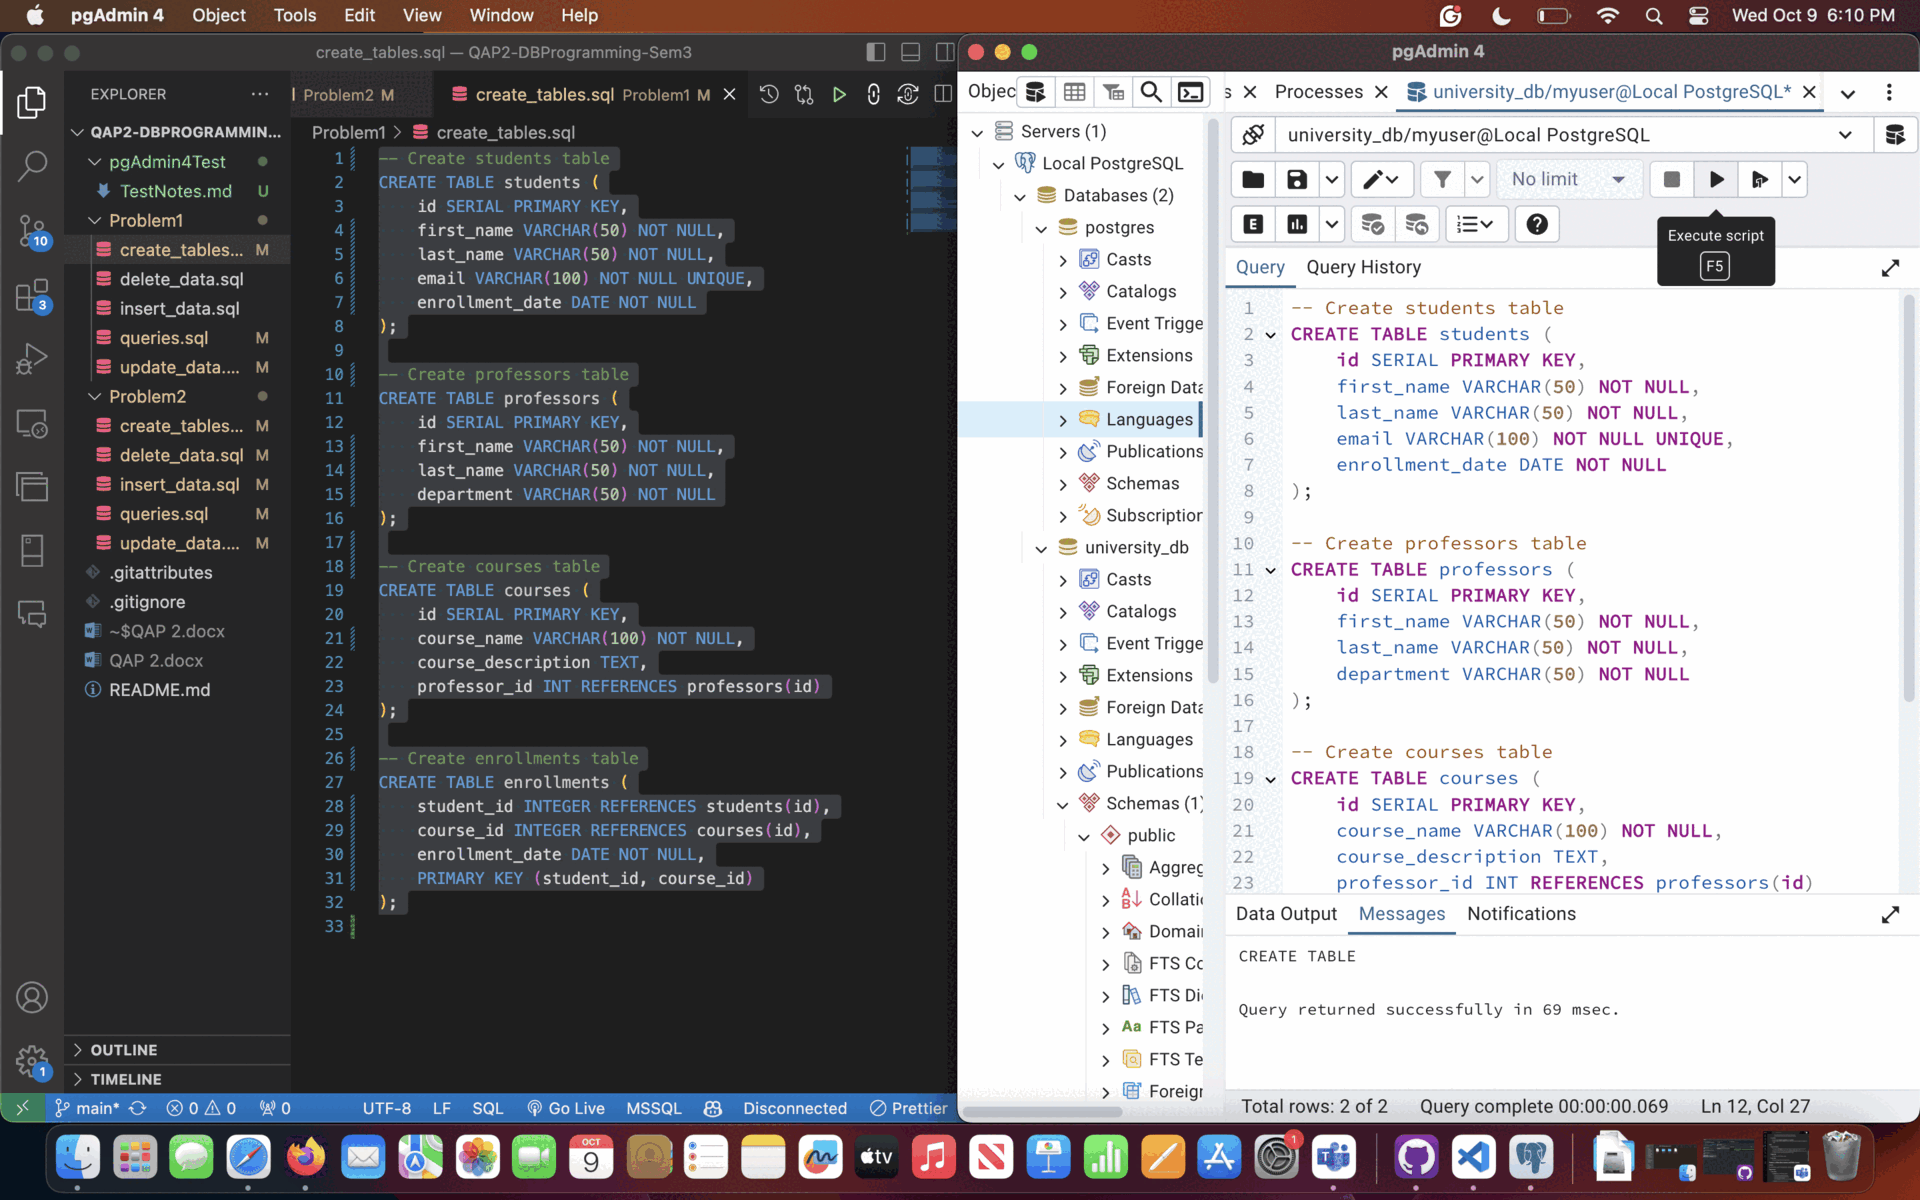 pgAdmin 4 Object Tools Edit View Window Help
Wed Oct 9 6:10 PM
create_tables.sql — QAP2-DBProgramming-Sem3
EXPLORER
QAP2-DBPROGRAMMIN...
pgAdmin4Test
TestNotes.md U
Problem1
create_tables... M
delete_data.sql
insert_data.sql
queries.sql M
update_data.... M
Problem2
create_tables... M
delete_data.sql M
insert_data.sql M
queries.sql M
update_data.... M
.gitattributes
.gitignore
~$QAP 2.docx
QAP 2.docx
README.md
OUTLINE
TIMELINE
10
3
1
Problem2 M
create_tables.sql Problem1 M
Problem1 > create_tables.sql
1 -- Create students table
2 CREATE TABLE students (
3 id SERIAL PRIMARY KEY,
4 first_name VARCHAR(50) NOT NULL,
5 last_name VARCHAR(50) NOT NULL,
6 email VARCHAR(100) NOT NULL UNIQUE,
7 enrollment_date DATE NOT NULL
8 );
9
10 -- Create professors table
11 CREATE TABLE professors (
12 id SERIAL PRIMARY KEY,
13 first_name VARCHAR(50) NOT NULL,
14 last_name VARCHAR(50) NOT NULL,
15 department VARCHAR(50) NOT NULL
16 );
17
18 -- Create courses table
19 CREATE TABLE courses (
20 id SERIAL PRIMARY KEY,
21 course_name VARCHAR(100) NOT NULL,
22 course_description TEXT,
23 professor_id INT REFERENCES professors(id)
24 );
25
26 -- Create enrollments table
27 CREATE TABLE enrollments (
28 student_id INTEGER REFERENCES students(id),
29 course_id INTEGER REFERENCES courses(id),
30 enrollment_date DATE NOT NULL,
31 PRIMARY KEY (student_id, course_id)
32 );
33
main* 0 0 0 UTF-8 LF SQL Go Live MSSQL Disconnected Prettier
pgAdmin 4
Objec
Servers (1)
Local PostgreSQL
Databases (2)
postgres
Casts
Catalogs
Event Trigge
Extensions
Foreign Data
Languages
Publications
Schemas
Subscription
university_db
Casts
Catalogs
Event Trigge
Extensions
Foreign Data
Languages
Publications
Schemas (1)
public
Aggreg
Collatio
Domai
FTS Co
FTS Di
FTS Pa
FTS Te
Foreign
s Processes university_db/myuser@Local PostgreSQL*
university_db/myuser@Local PostgreSQL
No limit
E
Execute script
F5
Query Query History
1 -- Create students table
2 CREATE TABLE students (
3 id SERIAL PRIMARY KEY,
4 first_name VARCHAR(50) NOT NULL,
5 last_name VARCHAR(50) NOT NULL,
6 email VARCHAR(100) NOT NULL UNIQUE,
7 enrollment_date DATE NOT NULL
8 );
9
10 -- Create professors table
11 CREATE TABLE professors (
12 id SERIAL PRIMARY KEY,
13 first_name VARCHAR(50) NOT NULL,
14 last_name VARCHAR(50) NOT NULL,
15 department VARCHAR(50) NOT NULL
16 );
17
18 -- Create courses table
19 CREATE TABLE courses (
20 id SERIAL PRIMARY KEY,
21 course_name VARCHAR(100) NOT NULL,
22 course_description TEXT,
23 professor_id INT REFERENCES professors(id)
Data Output Messages Notifications
CREATE TABLE
Query returned successfully in 69 msec.
Total rows: 2 of 2 Query complete 00:00:00.069 Ln 12, Col 27
OCT
9
tv
1